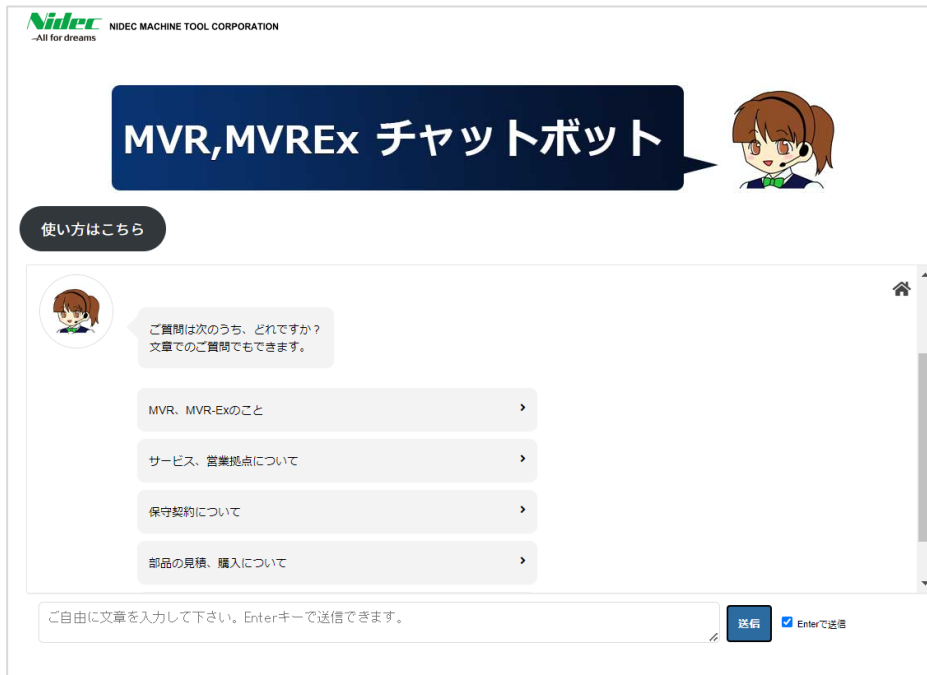 Nidec
-All for dreams
NIDEC MACHINE TOOL CORPORATION
MVR,MVREx チャットボット
使い方はこちら
ご質問は次のうち、どれですか？
文章でのご質問でもできます。
MVR、MVR-Exのこと
サービス、営業拠点について
保守契約について
部品の見積、購入について
ご自由に文章を入力して下さい。Enterキーで送信できます。
送信
Enterで送信